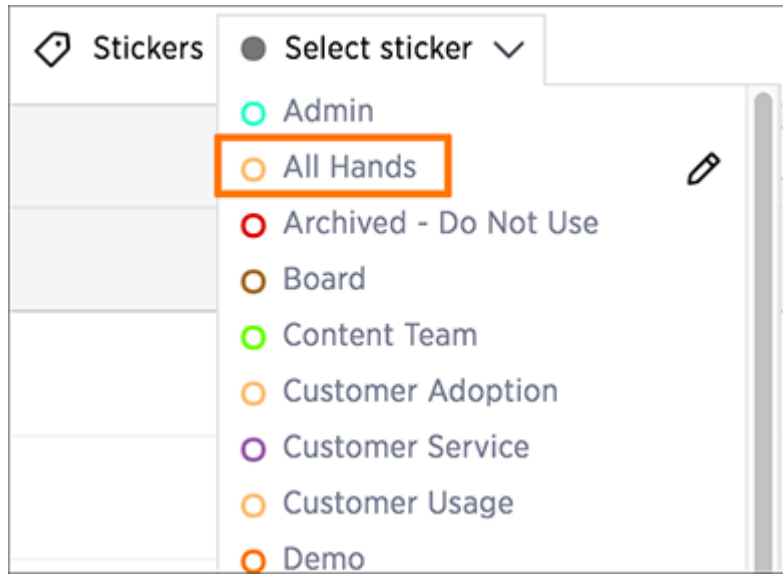 Stickers Select sticker
Admin
All Hands
Archived - Do Not Use
Board
Content Team
Customer Adoption
Customer Service
Customer Usage
Demo